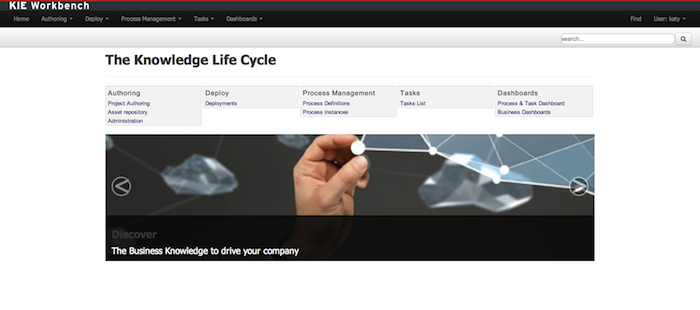 KIE Workbench
Home Authoring Deploy Process Management Tasks Dashboards Find User: katy
search...
The Knowledge Life Cycle
Authoring Deploy Process Management Tasks Dashboards
Project Authoring Deployments Process Definitions Tasks List Process & Task Dashboard
Asset repository Process Instances Business Dashboards
Administration
Discover
The Business Knowledge to drive your company